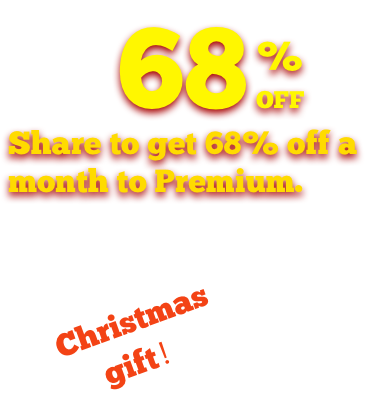 68%
OFF
Share to get 68% off a
month to Premium.
Christmas
gift!